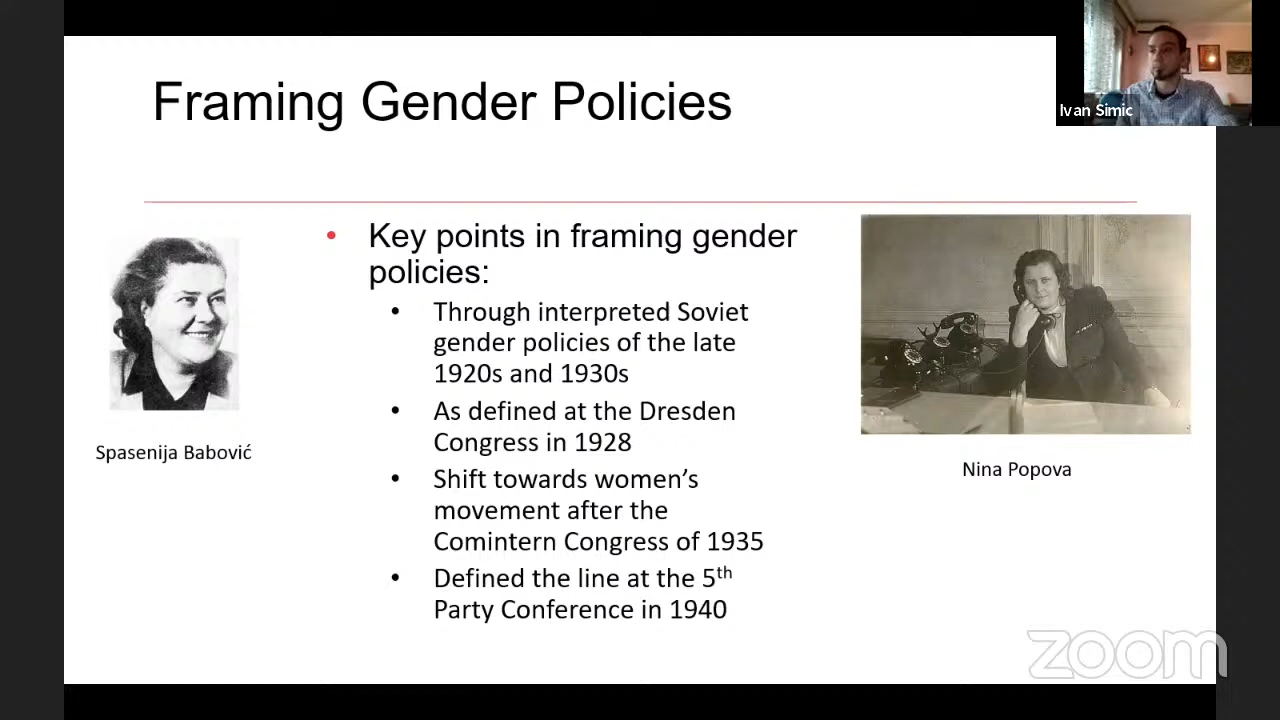 Framing Gender Policies
Ivan Simic
• Key points in framing gender
policies:
• Through interpreted Soviet
gender policies of the late
1920s and 1930s
• As defined at the Dresden
Congress in 1928
• Shift towards women’s
movement after the
Comintern Congress of 1935
• Defined the line at the 5th
Party Conference in 1940
Spasenija Babović
Nina Popova
zoom